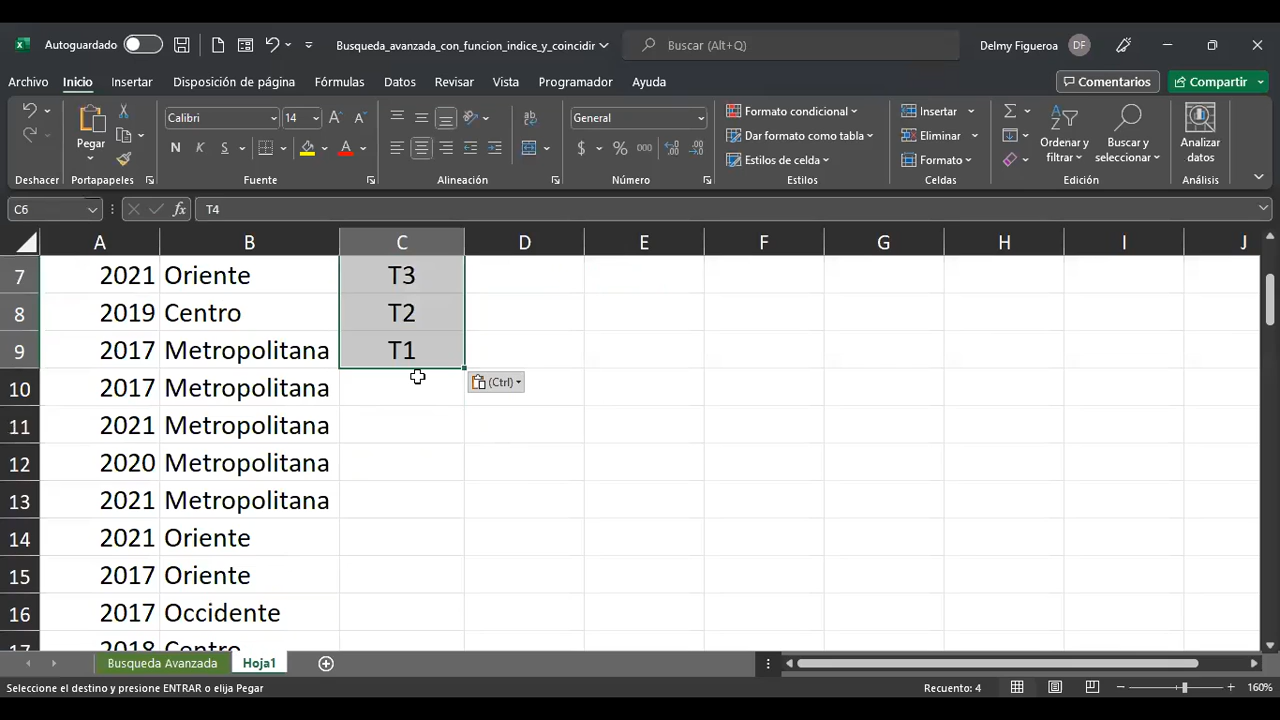 Autoguardado
Busqueda_avanzada_con_funcion_indice_y_coincidir
Buscar (Alt+Q)
Delmy Figueroa
DF
Archivo Inicio Insertar Disposición de página Fórmulas Datos Revisar Vista Programador Ayuda
Comentarios
Compartir
Pegar
Calibri 14
N K S
General
$ % 000
Formato condicional
Dar formato como tabla
Estilos de celda
Insertar
Eliminar
Formato
Ordenar y
filtrar
Buscar y
seleccionar
Analizar
datos
Deshacer Portapapeles Fuente Alineación Número Estilos Celdas Edición Análisis
C6 fx T4
A B C D E F G H I J
7 2021 Oriente T3
8 2019 Centro T2
9 2017 Metropolitana T1
(Ctrl)
10 2017 Metropolitana
11 2021 Metropolitana
12 2020 Metropolitana
13 2021 Metropolitana
14 2021 Oriente
15 2017 Oriente
16 2017 Occidente
17 2018 Centro
Busqueda Avanzada Hoja1
Seleccione el destino y presione ENTRAR o elija Pegar
Recuento: 4
160%